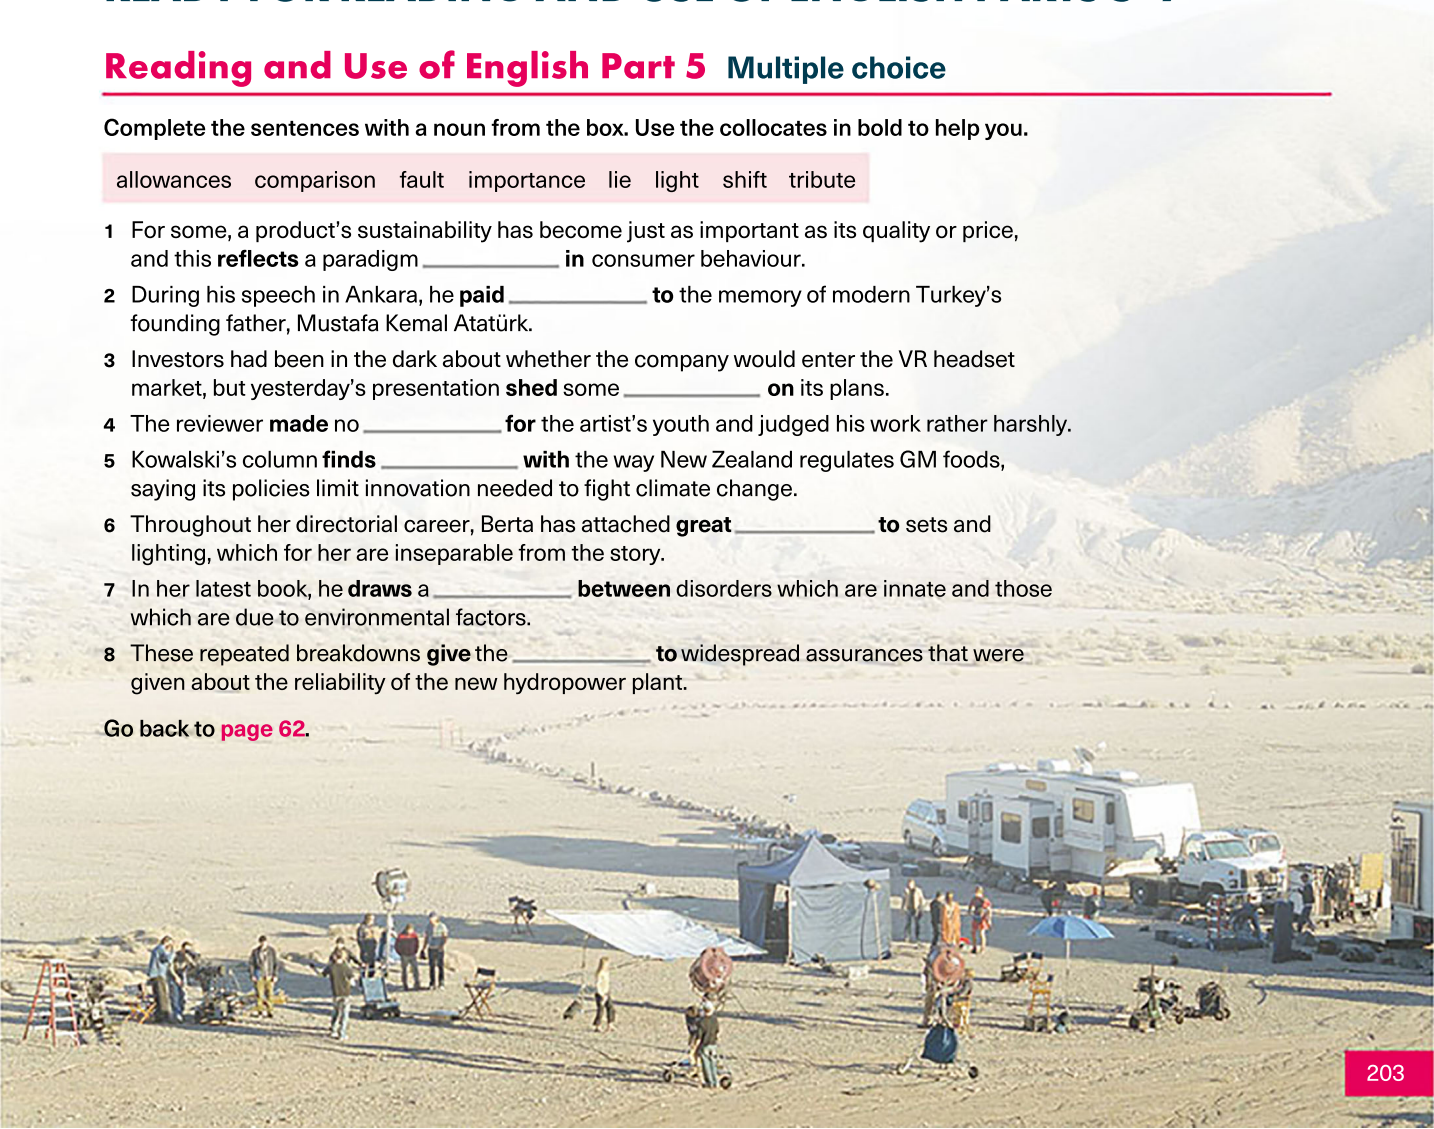 Reading and Use of English Part 5 Multiple choice
Complete the sentences with a noun from the box. Use the collocates in bold to help you.
allowances comparison fault importance lie light shift tribute
1 For some, a product's sustainability has become just as important as its quality or price,
and this reflects a paradigm ____________ in consumer behaviour.
2 During his speech in Ankara, he paid ____________ to the memory of modern Turkey's
founding father, Mustafa Kemal Atatürk.
3 Investors had been in the dark about whether the company would enter the VR headset
market, but yesterday's presentation shed some ____________ on its plans.
4 The reviewer made no ____________ for the artist's youth and judged his work rather harshly.
5 Kowalski's column finds ____________ with the way New Zealand regulates GM foods,
saying its policies limit innovation needed to fight climate change.
6 Throughout her directorial career, Berta has attached great ____________ to sets and
lighting, which for her are inseparable from the story.
7 In her latest book, he draws a ____________ between disorders which are innate and those
which are due to environmental factors.
8 These repeated breakdowns give the ____________ to widespread assurances that were
given about the reliability of the new hydropower plant.
Go back to page 62.
203